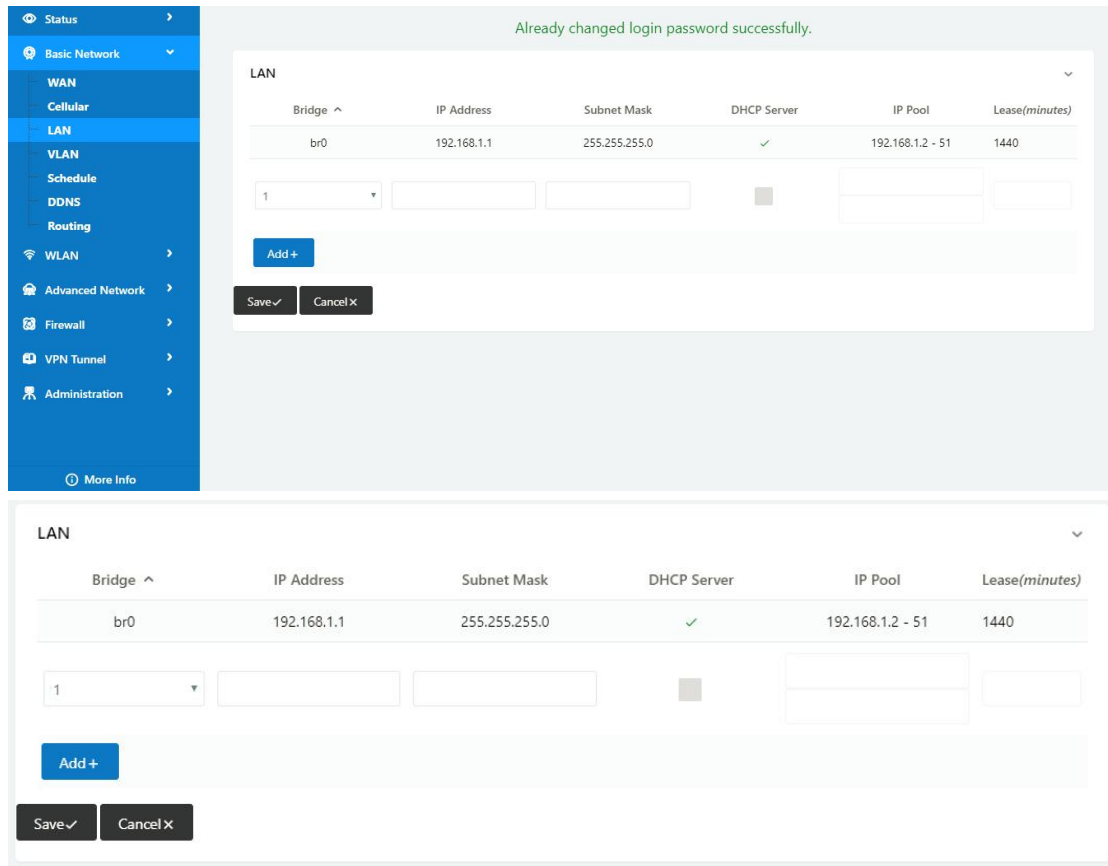 Status
Basic Network
WAN
Cellular
LAN
VLAN
Schedule
DDNS
Routing
WLAN
Advanced Network
Firewall
VPN Tunnel
Administration
More Info
Already changed login password successfully.
LAN
Bridge IP Address Subnet Mask DHCP Server IP Pool Lease(minutes)
br0 192.168.1.1 255.255.255.0 192.168.1.2 - 51 1440
1
Add+
Save Cancel
LAN
Bridge IP Address Subnet Mask DHCP Server IP Pool Lease(minutes)
br0 192.168.1.1 255.255.255.0 192.168.1.2 - 51 1440
1
Add+
Save Cancel